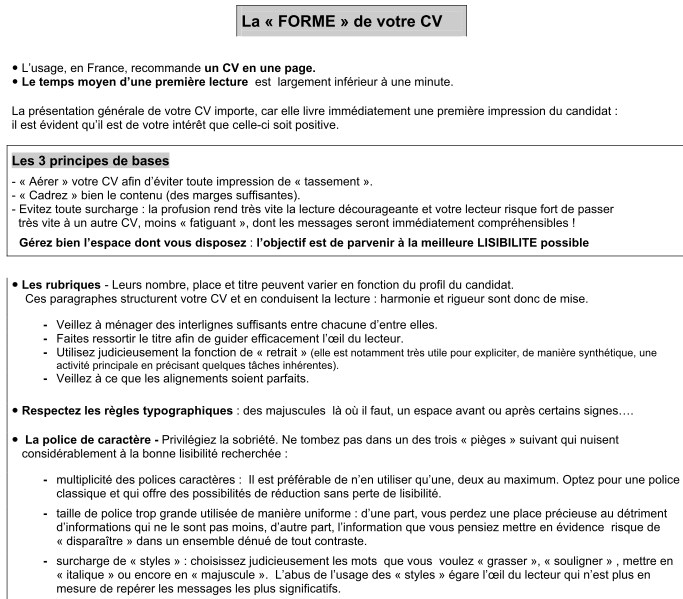 La « FORME » de votre CV
● L'usage, en France, recommande un CV en une page.
● Le temps moyen d'une première lecture est largement inférieur à une minute.
La présentation générale de votre CV importe, car elle livre immédiatement une première impression du candidat :
il est évident qu'il est de votre intérêt que celle-ci soit positive.
Les 3 principes de bases
- « Aérer » votre CV afin d'éviter toute impression de « tassement ».
- « Cadrez » bien le contenu (des marges suffisantes).
- Evitez toute surcharge : la profusion rend très vite la lecture décourageante et votre lecteur risque fort de passer
très vite à un autre CV, moins « fatiguant », dont les messages seront immédiatement compréhensibles !
Gérez bien l'espace dont vous disposez : l'objectif est de parvenir à la meilleure LISIBILITE possible
● Les rubriques - Leurs nombre, place et titre peuvent varier en fonction du profil du candidat.
Ces paragraphes structurent votre CV et en conduisent la lecture : harmonie et rigueur sont donc de mise.
- Veillez à ménager des interlignes suffisants entre chacune d'entre elles.
- Faites ressortir le titre afin de guider efficacement l'œil du lecteur.
- Utilisez judicieusement la fonction de « retrait » (elle est notamment très utile pour expliciter, de manière synthétique, une
activité principale en précisant quelques tâches inhérentes).
- Veillez à ce que les alignements soient parfaits.
● Respectez les règles typographiques : des majuscules là où il faut, un espace avant ou après certains signes….
● La police de caractère - Privilégiez la sobriété. Ne tombez pas dans un des trois « pièges » suivant qui nuisent
considérablement à la bonne lisibilité recherchée :
- multiplicité des polices caractères : Il est préférable de n'en utiliser qu'une, deux au maximum. Optez pour une police
classique et qui offre des possibilités de réduction sans perte de lisibilité.
- taille de police trop grande utilisée de manière uniforme : d'une part, vous perdez une place précieuse au détriment
d'informations qui ne le sont pas moins, d'autre part, l'information que vous pensiez mettre en évidence risque de
« disparaître » dans un ensemble dénué de tout contraste.
- surcharge de « styles » : choisissez judicieusement les mots que vous voulez « grasser », « souligner » , mettre en
« italique » ou encore en « majuscule ». L'abus de l'usage des « styles » égare l'œil du lecteur qui n'est plus en
mesure de repérer les messages les plus significatifs.